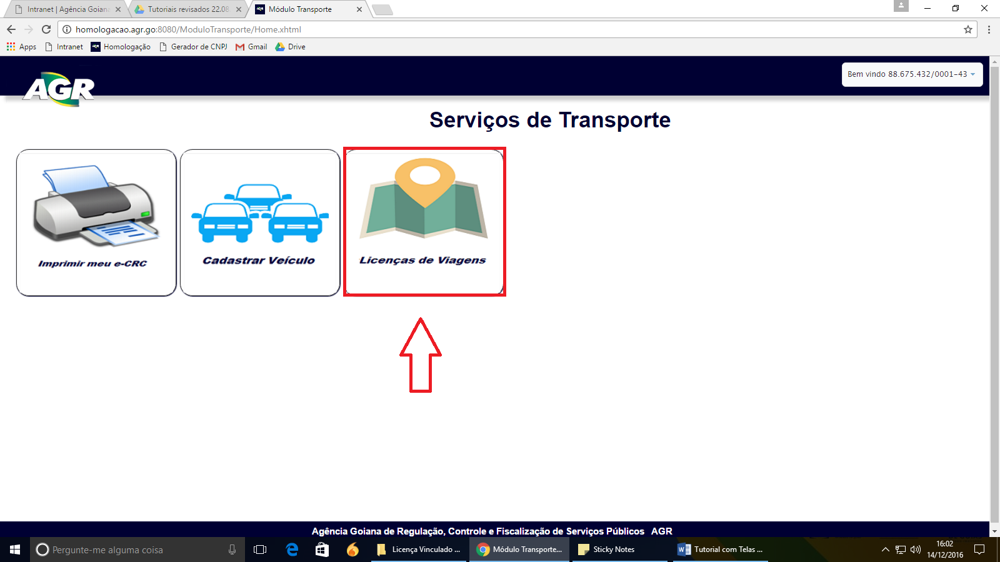 Intranet | Agência Goiana
Tutoriais revisados 22.08
Módulo Transporte
homologacao.agr.go:8080/ModuloTransporte/Home.xhtml
Apps
Intranet
AGR
Homologação
Gerador de CNPJ
Gmail
Drive
AGR
Bem vindo 88.675.432/0001-43
Serviços de Transporte
Imprimir meu e-CRC
Cadastrar Veículo
Licenças de Viagens
Agência Goiana de Regulação, Controle e Fiscalização de Serviços Públicos AGR
Pergunte-me alguma coisa
Licença Vinculado ...
Módulo Transporte...
Sticky Notes
Tutorial com Telas ...
16:02
14/12/2016